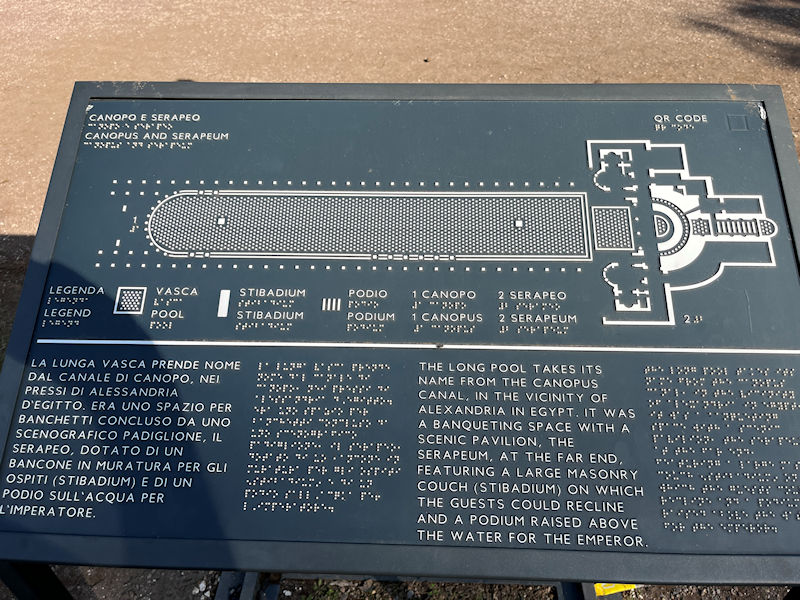 CANOPO E SERAPEO
CANOPUS AND SERAPEUM
QR CODE
1
2
LEGENDA
LEGEND
VASCA
POOL
STIBADIUM
STIBADIUM
PODIO
PODIUM
1 CANOPO
1 CANOPUS
2 SERAPEO
2 SERAPEUM
LA LUNGA VASCA PRENDE NOME
DAL CANALE DI CANOPO, NEI
PRESSI DI ALESSANDRIA
D'EGITTO. ERA UNO SPAZIO PER
BANCHETTI CONCLUSO DA UNO
SCENOGRAFICO PADIGLIONE, IL
SERAPEO, DOTATO DI UN
BANCONE IN MURATURA PER GLI
OSPITI (STIBADIUM) E DI UN
PODIO SULL'ACQUA PER
L'IMPERATORE.
THE LONG POOL TAKES ITS
NAME FROM THE CANOPUS
CANAL, IN THE VICINITY OF
ALEXANDRIA IN EGYPT. IT WAS
A BANQUETING SPACE WITH A
SCENIC PAVILION, THE
SERAPEUM, AT THE FAR END,
FEATURING A LARGE MASONRY
COUCH (STIBADIUM) ON WHICH
THE GUESTS COULD RECLINE
AND A PODIUM RAISED ABOVE
THE WATER FOR THE EMPEROR.